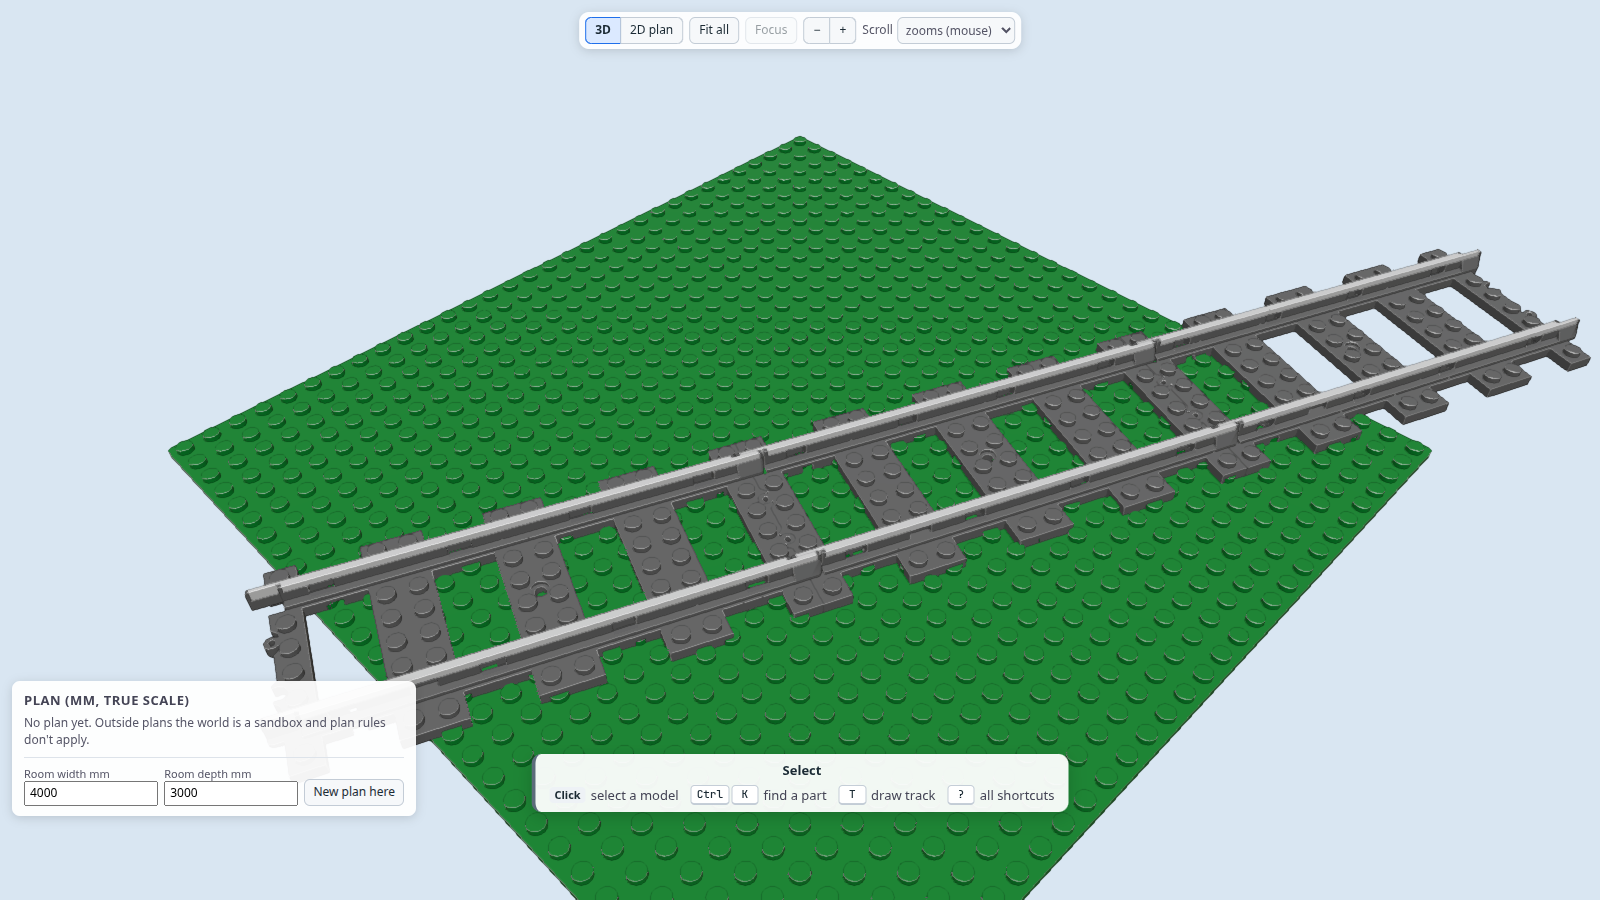 3D 2D plan Fit all Focus − + Scroll zooms (mouse)
PLAN (MM, TRUE SCALE)
No plan yet. Outside plans the world is a sandbox and plan rules
don't apply.
Room width mm Room depth mm
4000 3000 New plan here
Select
Click select a model Ctrl K find a part T draw track ? all shortcuts